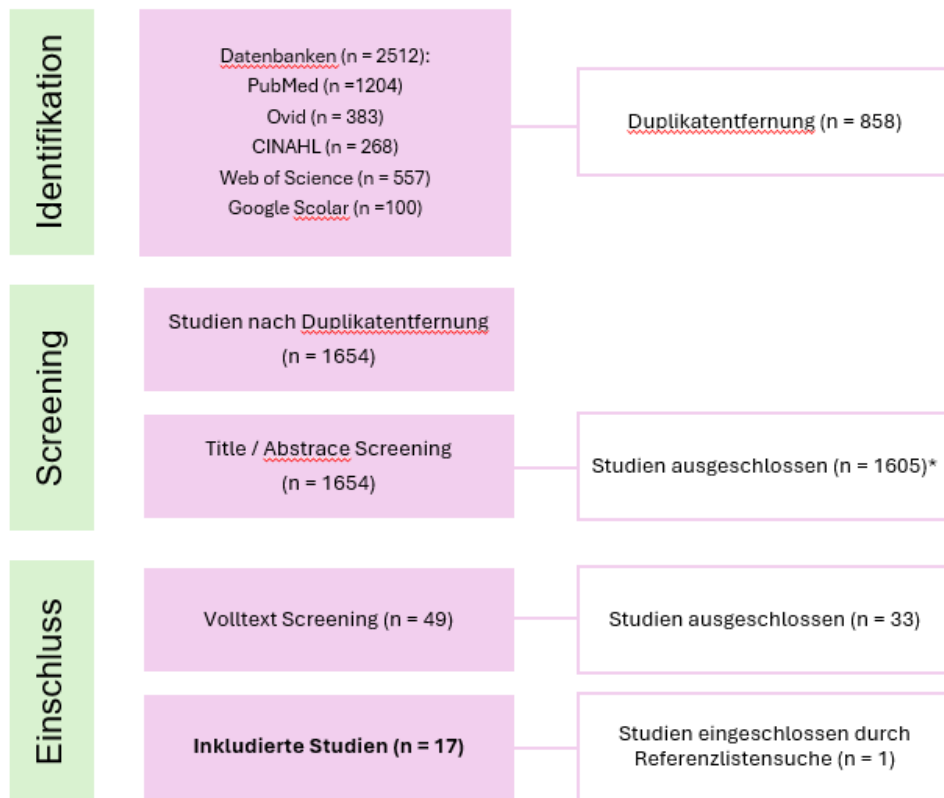 Identifikation
Datenbanken (n = 2512):
PubMed (n =1204)
Ovid (n = 383)
CINAHL (n = 268)
Web of Science (n = 557)
Google Scolar (n =100)
Duplikatentfernung (n = 858)
Screening
Studien nach Duplikatentfernung
(n = 1654)
Title / Abstrace Screening
(n = 1654)
Studien ausgeschlossen (n = 1605)*
Einschluss
Volltext Screening (n = 49)
Studien ausgeschlossen (n = 33)
Inkludierte Studien (n = 17)
Studien eingeschlossen durch
Referenzlistensuche (n = 1)